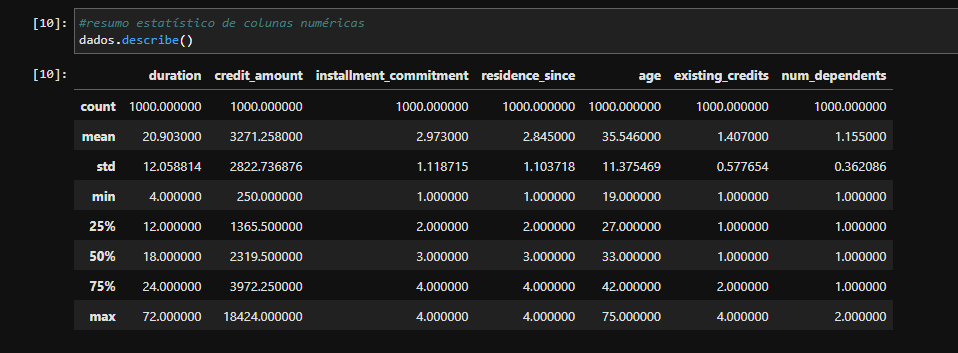 [10]: #resumo estatístico de colunas numéricas
dados.describe()
[10]:
duration credit_amount installment_commitment residence_since age existing_credits num_dependents
count 1000.000000 1000.000000 1000.000000 1000.000000 1000.000000 1000.000000 1000.000000
mean 20.903000 3271.258000 2.973000 2.845000 35.546000 1.407000 1.155000
std 12.058814 2822.736876 1.118715 1.103718 11.375469 0.577654 0.362086
min 4.000000 250.000000 1.000000 1.000000 19.000000 1.000000 1.000000
25% 12.000000 1365.500000 2.000000 2.000000 27.000000 1.000000 1.000000
50% 18.000000 2319.500000 3.000000 3.000000 33.000000 1.000000 1.000000
75% 24.000000 3972.250000 4.000000 4.000000 42.000000 2.000000 1.000000
max 72.000000 18424.000000 4.000000 4.000000 75.000000 4.000000 2.000000